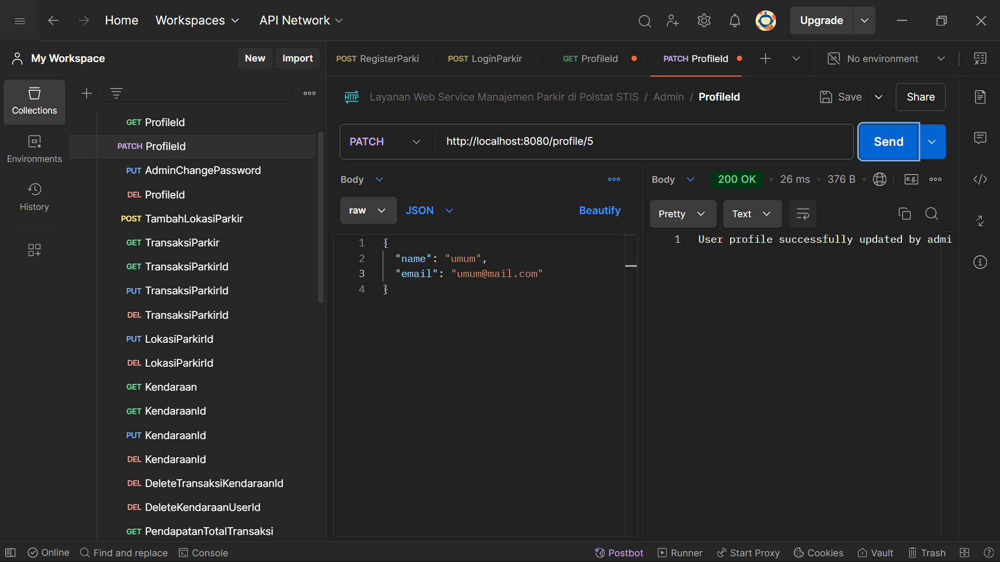 Home Workspaces API Network Upgrade
My Workspace New Import
POST RegisterParki POST LoginParkir GET ProfileId PATCH ProfileId No environment
Collections
Environments
History
GET ProfileId
PATCH ProfileId
PUT AdminChangePassword
DEL ProfileId
POST TambahLokasiParkir
GET TransaksiParkir
GET TransaksiParkirId
PUT TransaksiParkirId
DEL TransaksiParkirId
PUT LokasiParkirId
DEL LokasiParkirId
GET Kendaraan
GET KendaraanId
PUT KendaraanId
DEL KendaraanId
DEL DeleteTransaksiKendaraanId
DEL DeleteKendaraanUserId
GET PendapatanTotalTransaksi
HTTP Layanan Web Service Manajemen Parkir di Polstat STIS / Admin / ProfileId Save Share
PATCH http://localhost:8080/profile/5 Send
Body
raw JSON Beautify
1 {
2 "name": "umum",
3 "email": "umum@mail.com"
4 }
Body 200 OK • 26 ms • 376 B • e.g.
Pretty Text
1 User profile successfully updated by admi
Online Find and replace Console Postbot Runner Start Proxy Cookies Vault Trash